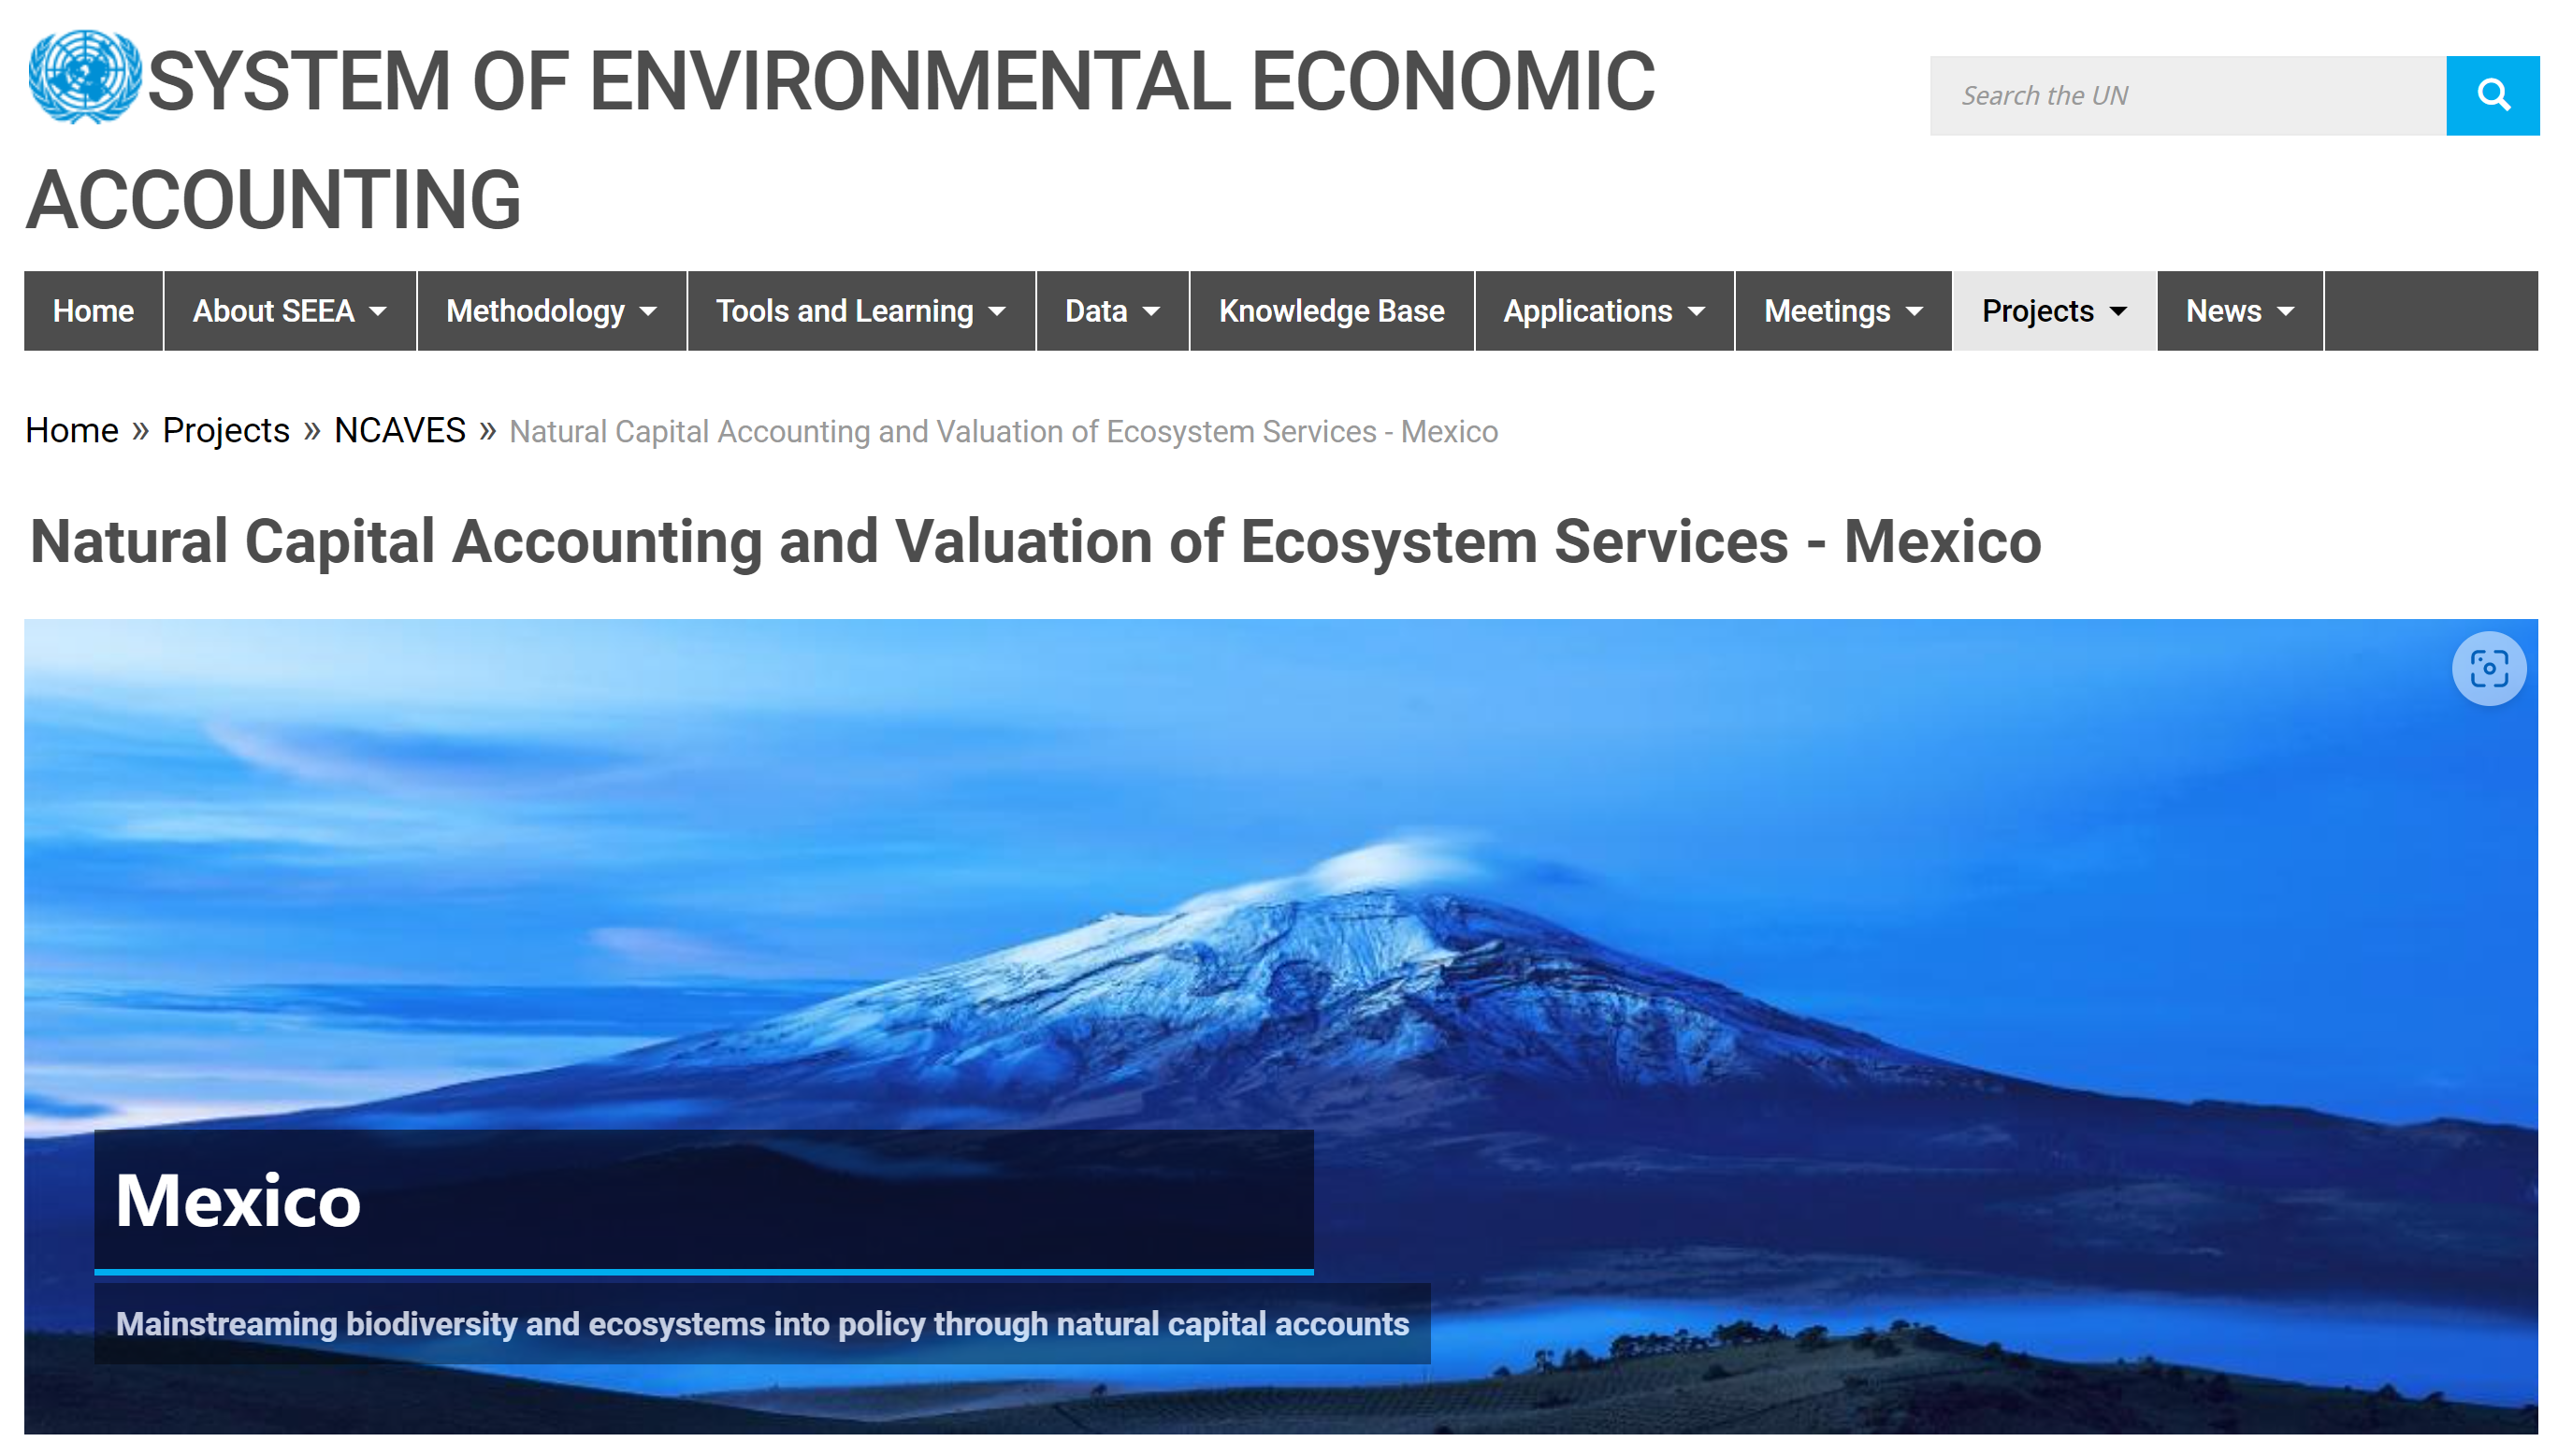 SYSTEM OF ENVIRONMENTAL ECONOMIC
ACCOUNTING
Search the UN
Home About SEEA Methodology Tools and Learning Data Knowledge Base Applications Meetings Projects News
Home » Projects » NCAVES » Natural Capital Accounting and Valuation of Ecosystem Services - Mexico
Natural Capital Accounting and Valuation of Ecosystem Services - Mexico
Mexico
Mainstreaming biodiversity and ecosystems into policy through natural capital accounts